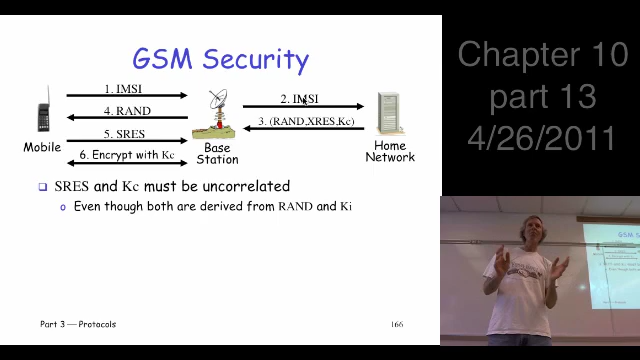 GSM Security
1. IMSI
4. RAND
5. SRES
6. Encrypt with Kc
2. IMSI
3. (RAND,XRES,Kc)
Mobile
Base
Station
Home
Network
SRES and Kc must be uncorrelated
Even though both are derived from RAND and Ki
Part 3 — Protocols
166
Chapter 10
part 13
4/26/2011